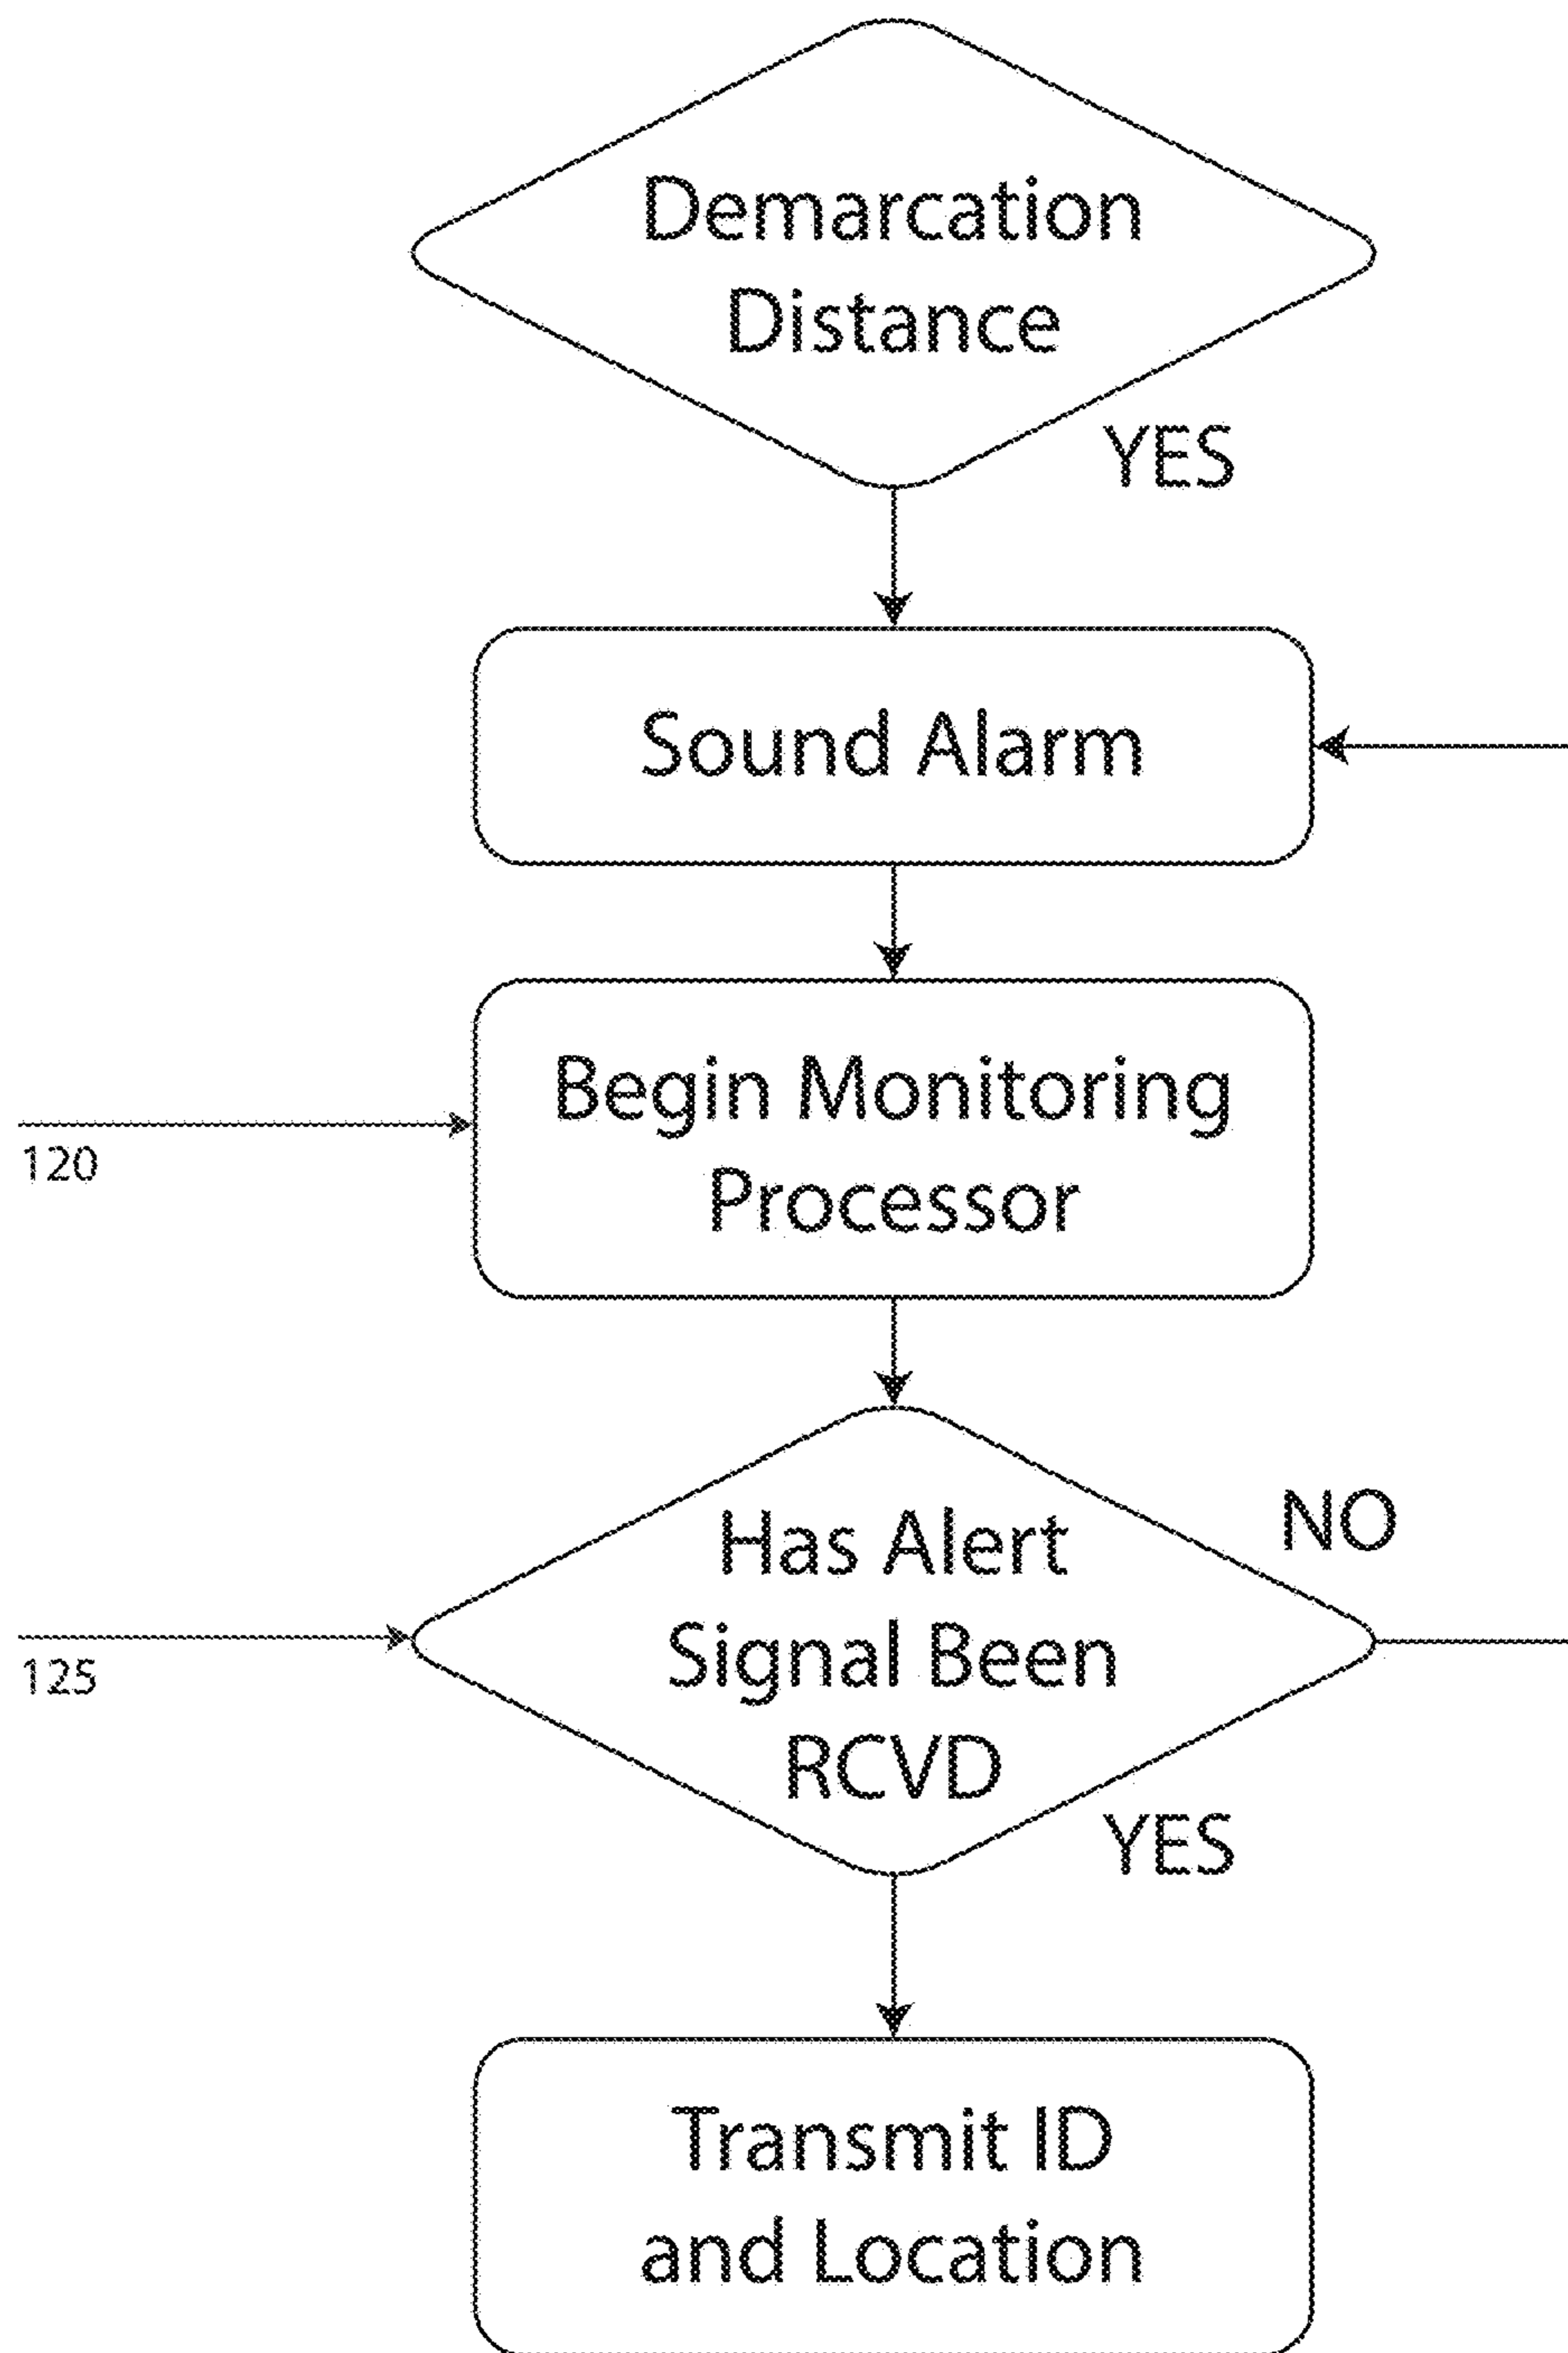 Demarcation
Distance
YES
Sound Alarm
Begin Monitoring
Processor
120
Has Alert
NO
Signal Been
125
RCVD
YES
Transmit ID
and Location